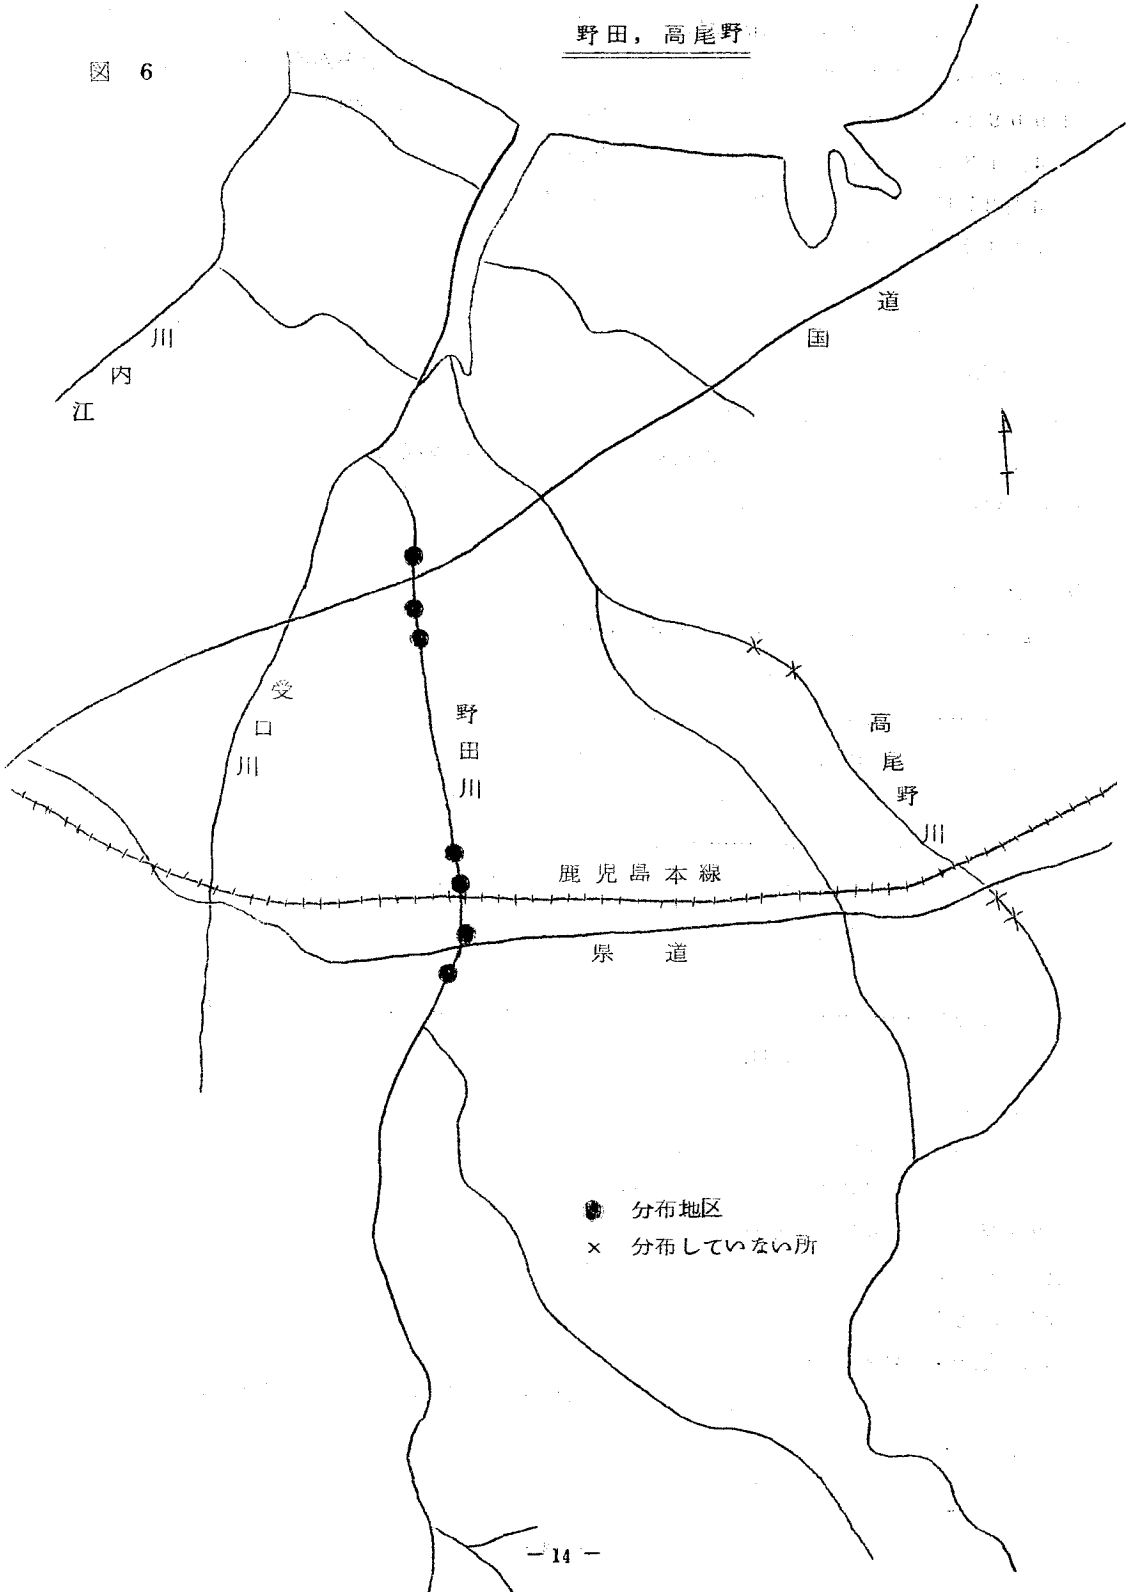 野田，高尾野
図 6
国道
江内川
受口川
野田川
高尾野川
鹿児島本線
県道
● 分布地区
× 分布していない所
— 14 —